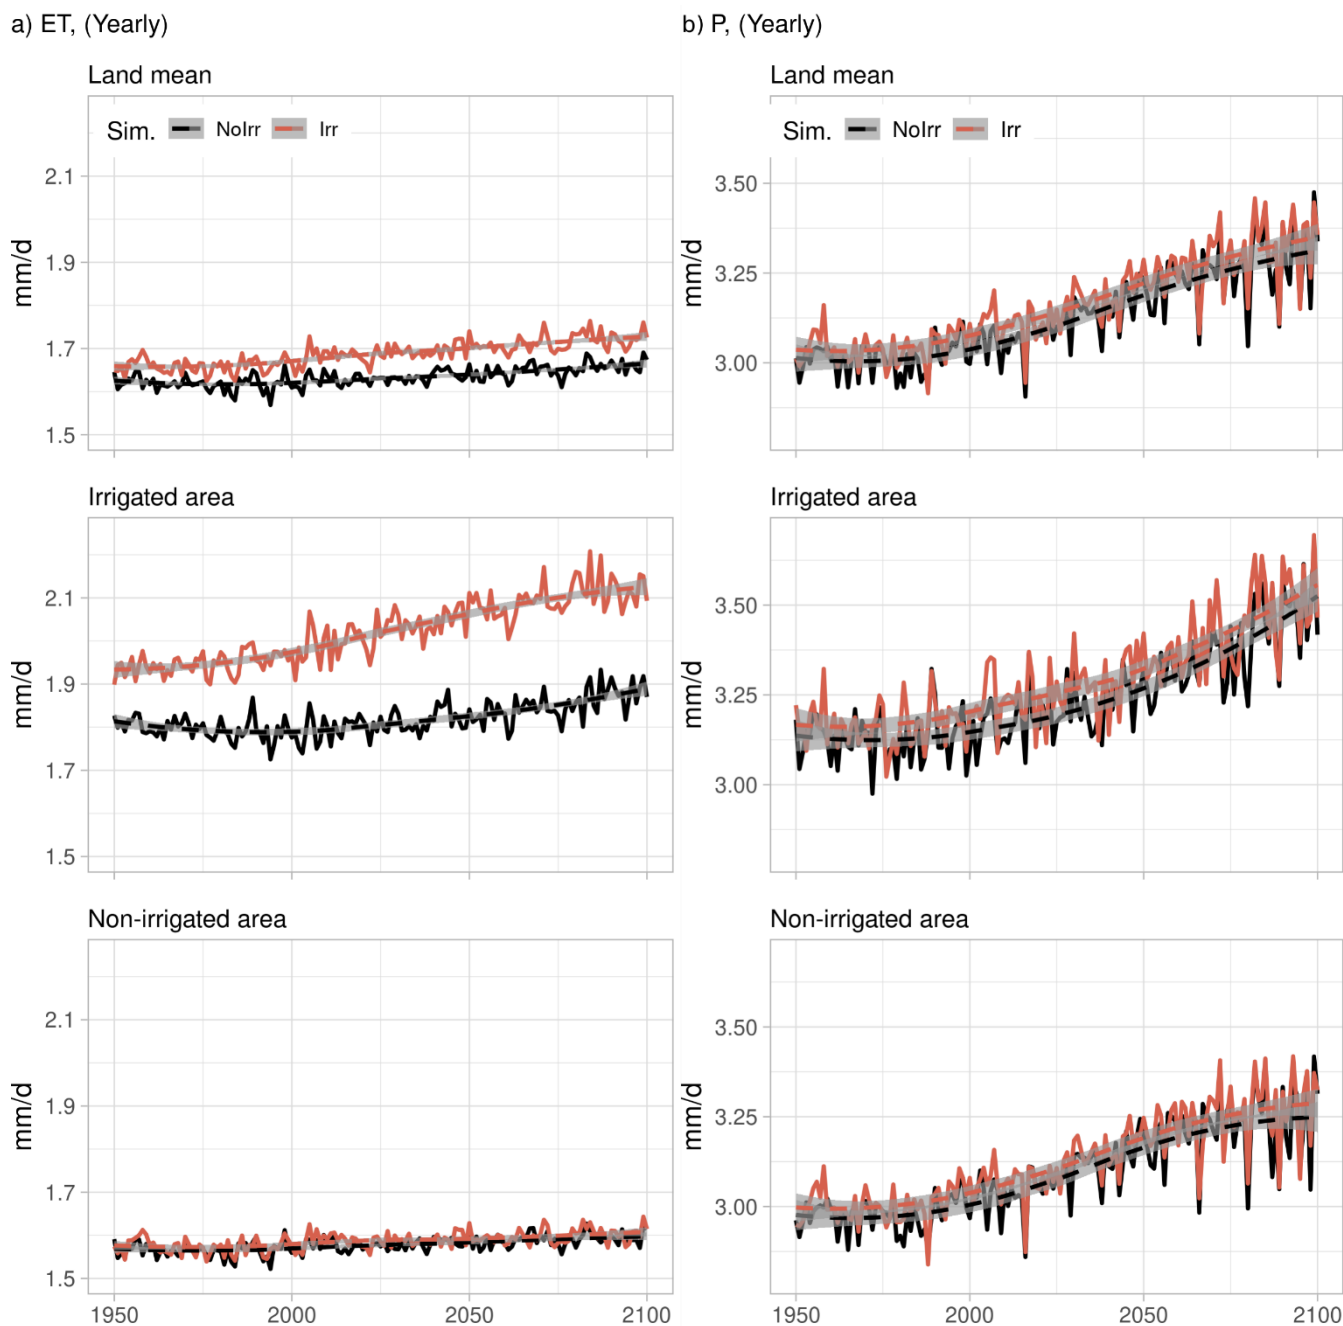 a) ET, (Yearly)
Land mean
Sim. NoIrr Irr
2.1
1.9
1.7
1.5
mm/d
Irrigated area
2.1
1.9
1.7
1.5
mm/d
Non-irrigated area
2.1
1.9
1.7
1.5
mm/d
1950 2000 2050 2100
b) P, (Yearly)
Land mean
Sim. NoIrr Irr
3.50
3.25
3.00
mm/d
Irrigated area
3.50
3.25
3.00
mm/d
Non-irrigated area
3.50
3.25
3.00
mm/d
1950 2000 2050 2100